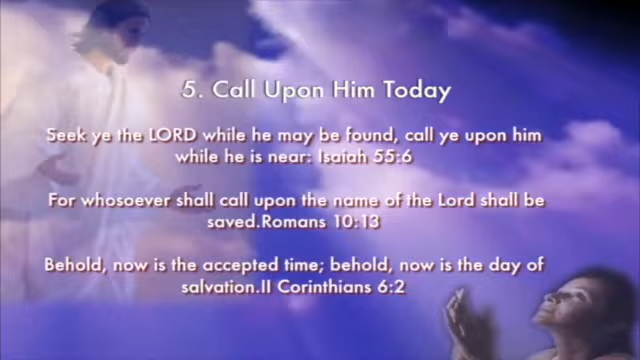 5. Call Upon Him Today
Seek ye the LORD while he may be found, call ye upon him
while he is near: Isaiah 55:6
For whosoever shall call upon the name of the Lord shall be
saved.Romans 10:13
Behold, now is the accepted time; behold, now is the day of
salvation.II Corinthians 6:2